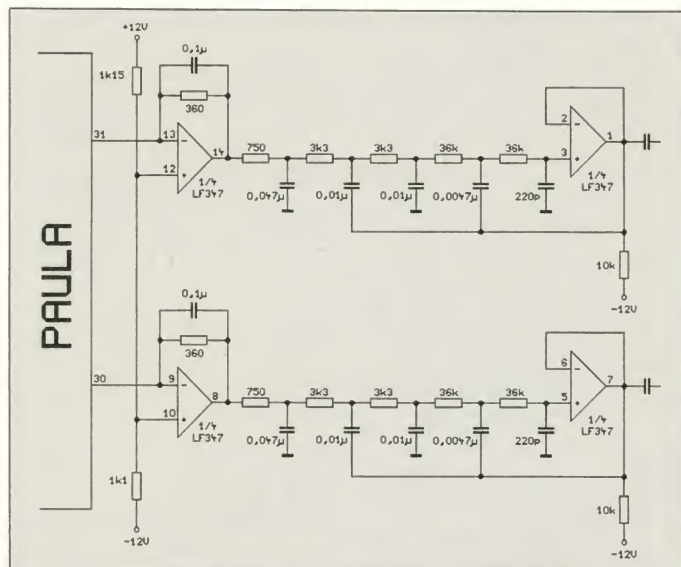 +12V
0,1µ
1k15
360
31
13
-
14
750
3k3
3k3
36k
36k
2
-
1
3
+
12
+
1/4
LF347
0,047µ
0,01µ
0,01µ
0,0047µ
220p
1/4
LF347
10k
-12V
PAULA
0,1µ
360
30
9
-
8
750
3k3
3k3
36k
36k
6
-
7
5
+
10
+
1/4
LF347
0,047µ
0,01µ
0,01µ
0,0047µ
220p
1/4
LF347
1k1
10k
-12V
-12V